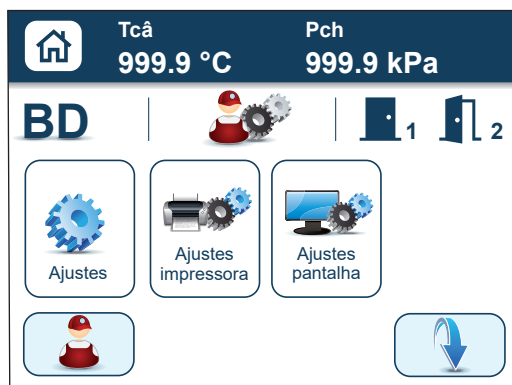 Tcâ Pch
999.9 °C 999.9 kPa
BD 1 2
Ajustes
Ajustes
impressora
Ajustes
pantalha